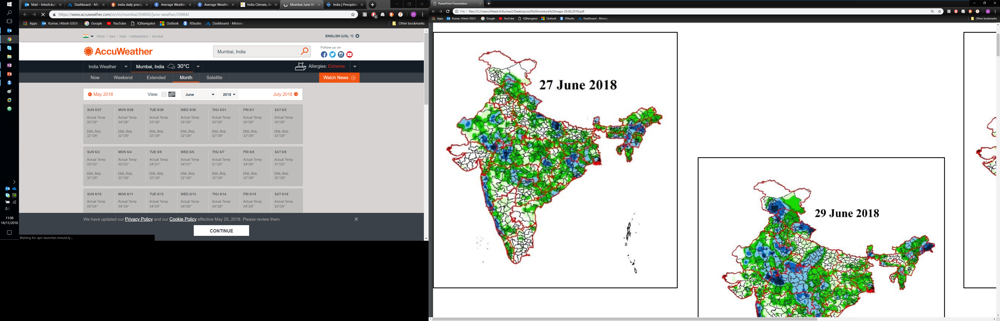 Mail – hitesh.kum
Dashboard - Mic
india daily precip
Average Weather
Average Weather
India Climate, Av
Mumbai June W
India | Precipitati
https://www.accuweather.com/en/in/mumbai/204842/june-weather/204842
Apps
Kumar, Hitesh GSUK-
Google
YouTube
IQNavigator
Outlook
RStudio
Dashboard - Microso
Other bookmarks
World > Asia > India > Maharashtra > Mumbai
ENGLISH (US), °C
AccuWeather
Mumbai, India
Follow us on
India Weather
Mumbai, India 30°C
Allergies: Extreme
Now Weekend Extended Month Satellite
Watch News
May 2018
View:
June
2018
July 2018
SUN 5/27 MON 5/28 TUE 5/29 WED 5/30 THU 5/31 FRI 6/1 SAT 6/2
Actual Temp Actual Temp Actual Temp Actual Temp Actual Temp Actual Temp Actual Temp
35°/29° 34°/28° 35°/28° 35°/28° 35°/28° 36°/28° 35°/26°
Hist. Avg. Hist. Avg. Hist. Avg. Hist. Avg. Hist. Avg. Hist. Avg. Hist. Avg.
32°/26° 32°/26° 32°/26° 32°/26° 32°/26° 32°/26° 32°/26°
SUN 6/3 MON 6/4 TUE 6/5 WED 6/6 THU 6/7 FRI 6/8 SAT 6/9
Actual Temp Actual Temp Actual Temp Actual Temp Actual Temp Actual Temp Actual Temp
35°/23° 35°/23° 34°/21° 34°/27° 31°/25° 34°/26° 31°/25°
Hist. Avg. Hist. Avg. Hist. Avg. Hist. Avg. Hist. Avg. Hist. Avg. Hist. Avg.
32°/26° 32°/26° 32°/26° 32°/26° 32°/26° 32°/26° 32°/26°
SUN 6/10 MON 6/11 TUE 6/12 WED 6/13 THU 6/14 FRI 6/15 SAT 6/16
Actual Temp Actual Temp Actual Temp Actual Temp Actual Temp Actual Temp Actual Temp
33°/24° 34°/28° 34°/24° 34°/28° 34°/28° 34°/29° 32°/25°
We have updated our Privacy Policy and our Cookie Policy effective May 25, 2018. Please review them.
CONTINUE
Waiting for apv-launcher.minute.ly...
11:08
14/11/2018
PowerPoint Presentation
File | file:///C:/Users/Hitesh.H.Kumar2/Desktop/soil%20moisture%20maps-29.06.2018.pdf
Apps
Kumar, Hitesh GSUK-
Google
YouTube
IQNavigator
Outlook
RStudio
Dashboard - Microso
Other bookmarks
27 June 2018
29 June 2018